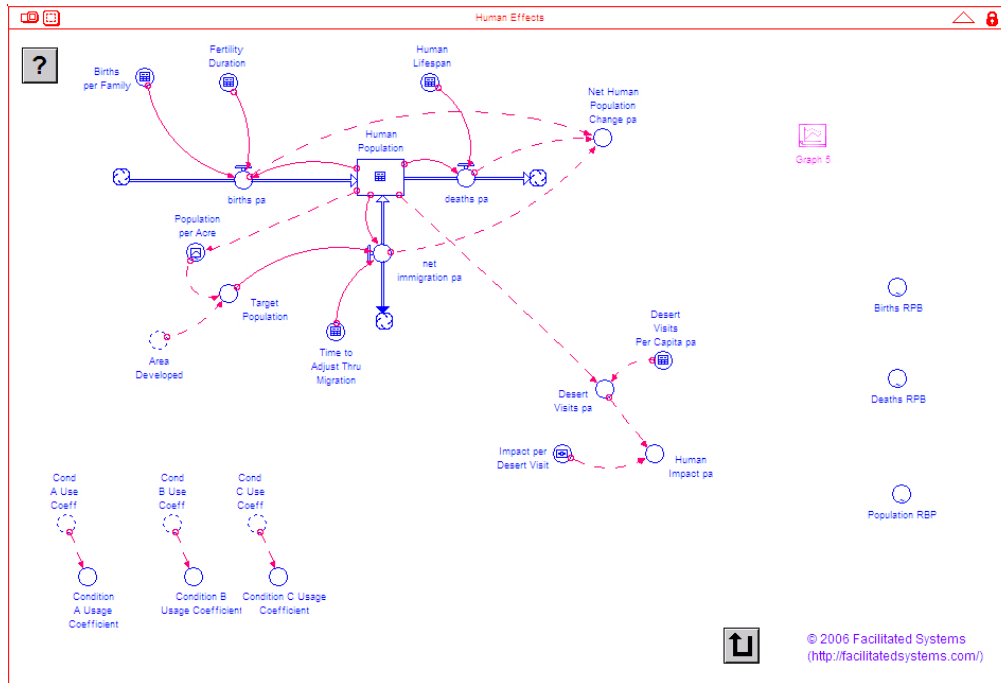 Human Effects
?
Births
per Family
Fertility
Duration
Human
Lifespan
Net Human
Population
Change pa
Graph 5
Human
Population
births pa
deaths pa
Population
per Acre
net
immigration pa
Target
Population
Area
Developed
Time to
Adjust Thru
Migration
Births RPB
Desert
Visits
Per Capita pa
Deaths RPB
Desert
Visits pa
Impact per
Desert Visit
Human
Impact pa
Population RBP
Cond
A Use
Coeff
Cond
B Use
Coeff
Cond
C Use
Coeff
Condition
A Usage
Coefficient
Condition B
Usage Coefficient
Condition C Usage
Coefficient
© 2006 Facilitated Systems
(http://facilitatedsystems.com/)